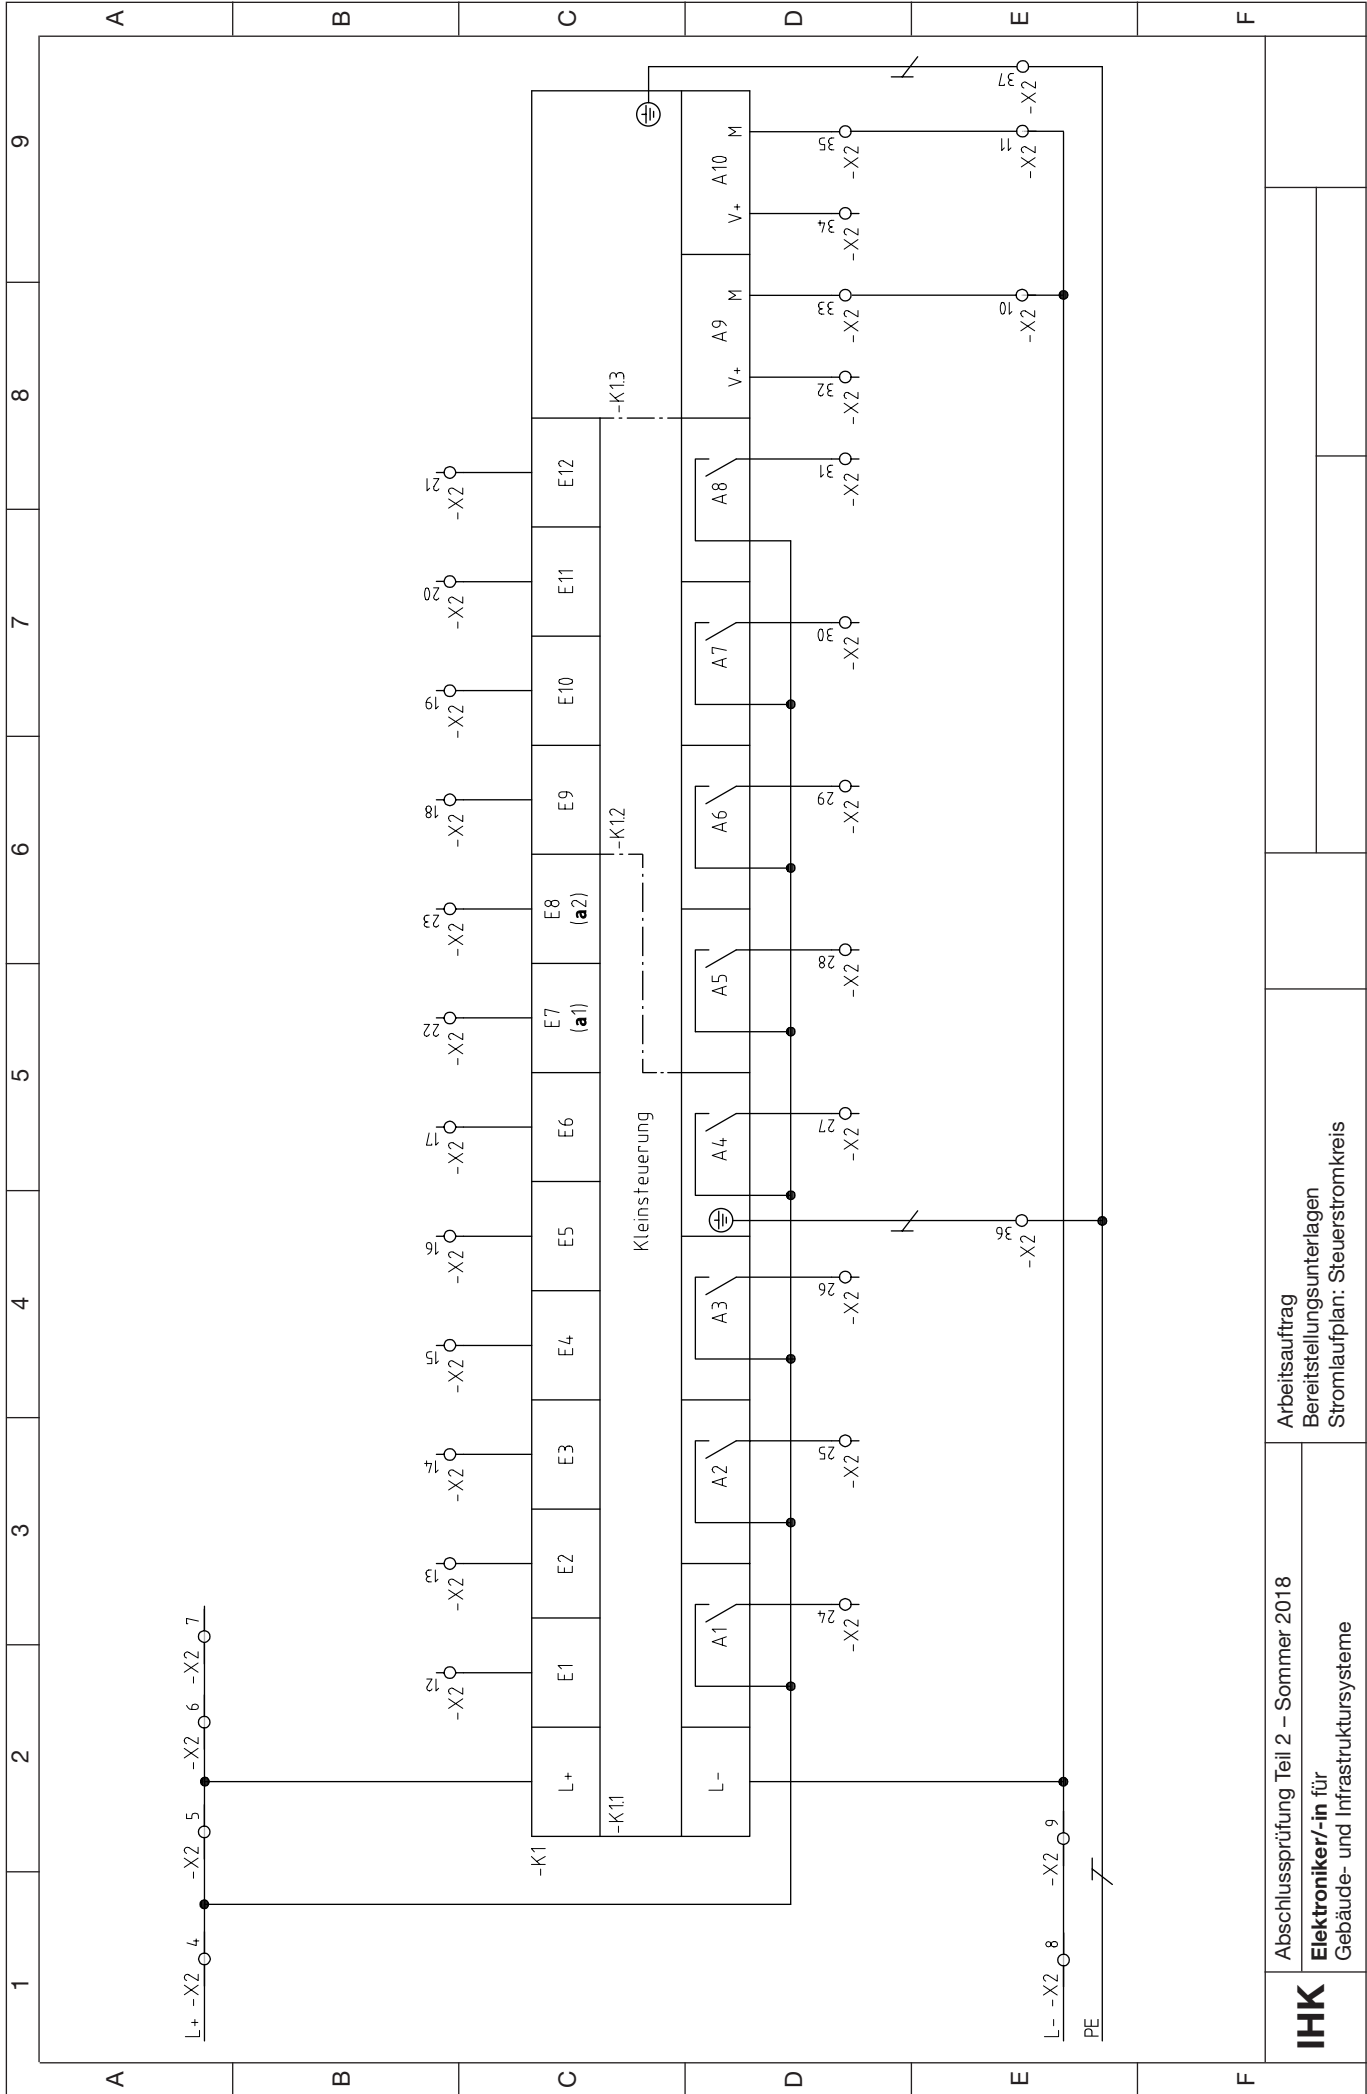 1 2 3 4 5 6 7 8 9
A A
B B
C C
D D
E E
F F
L+ -X2 4 -X2 5 -X2 6 -X2 7
12 13 14 15 16 17 22 23 18 19 20 21
-X2 -X2 -X2 -X2 -X2 -X2 -X2 -X2 -X2 -X2 -X2 -X2
-K1
L+ E1 E2 E3 E4 E5 E6 E7 E8 E9 E10 E11 E12
(a1) (a2)
-K1.1 -K1.2 -K1.3
Kleinsteuerung
L- A1 A2 A3 A4 A5 A6 A7 A8 A9 A10
V+ M V+ M
24 25 26 27 28 29 30 31 32 33 34 35
-X2 -X2 -X2 -X2 -X2 -X2 -X2 -X2 -X2 -X2 -X2 -X2
36 10 11 37
-X2 -X2 -X2 -X2
L- -X2 8 -X2 9
PE
IHK
Abschlussprüfung Teil 2 – Sommer 2018
Elektroniker/-in für
Gebäude- und Infrastruktursysteme
Arbeitsauftrag
Bereitstellungsunterlagen
Stromlaufplan: Steuerstromkreis